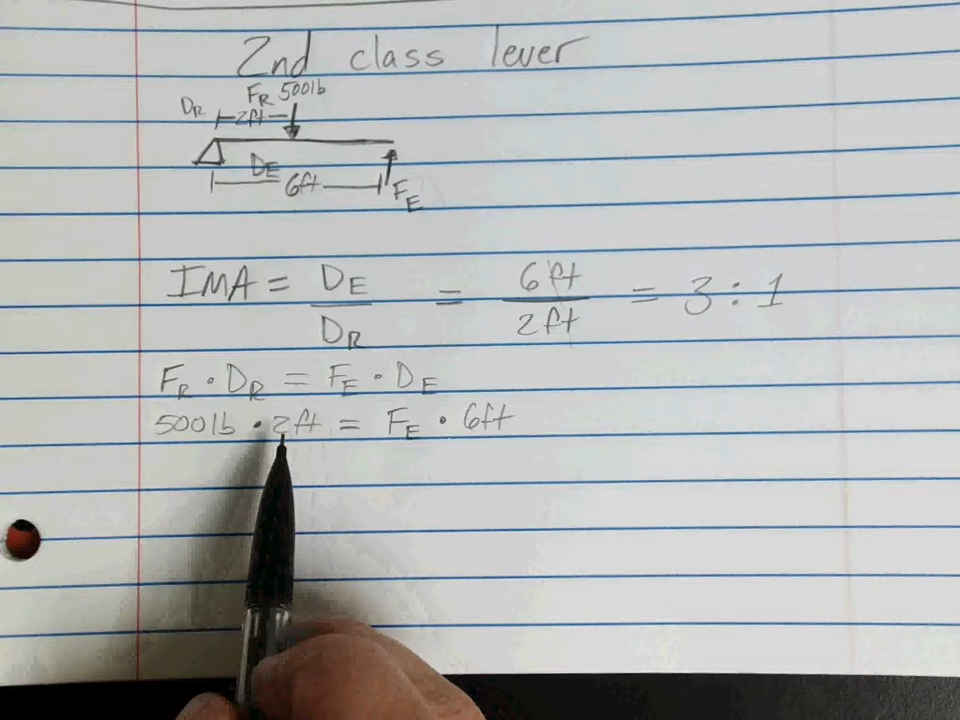 2nd class lever
FR 500lb
DR 2ft
DE
6ft
FE
IMA = DE/DR = 6ft/2ft = 3:1
FR · DR = FE · DE
500lb · 2ft = FE · 6ft